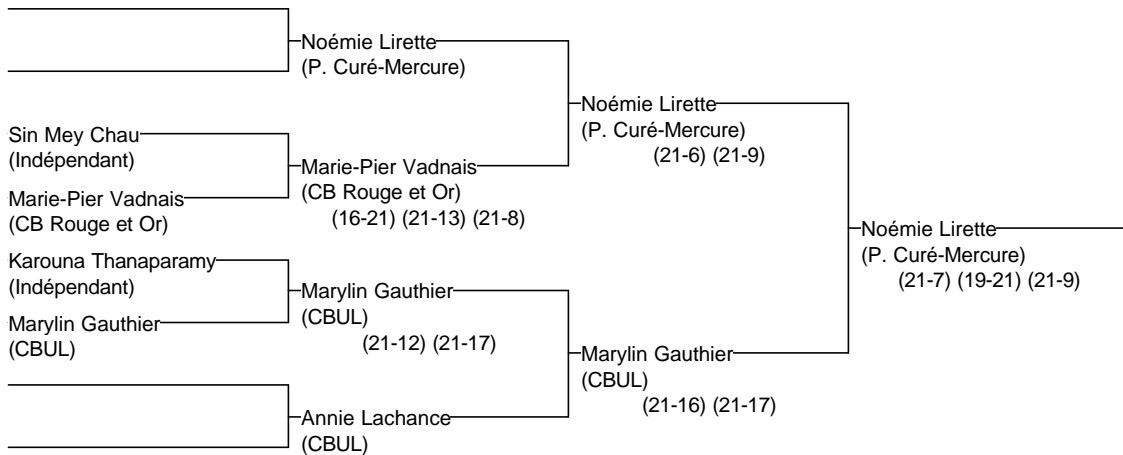 Noémie Lirette
(P. Curé-Mercure)
Sin Mey Chau
(Indépendant)
Marie-Pier Vadnais
(CB Rouge et Or)
Marie-Pier Vadnais
(CB Rouge et Or)
(16-21) (21-13) (21-8)
Noémie Lirette
(P. Curé-Mercure)
(21-6) (21-9)
Karouna Thanaparamy
(Indépendant)
Marylin Gauthier
(CBUL)
Marylin Gauthier
(CBUL)
(21-12) (21-17)
Annie Lachance
(CBUL)
Marylin Gauthier
(CBUL)
(21-16) (21-17)
Noémie Lirette
(P. Curé-Mercure)
(21-7) (19-21) (21-9)